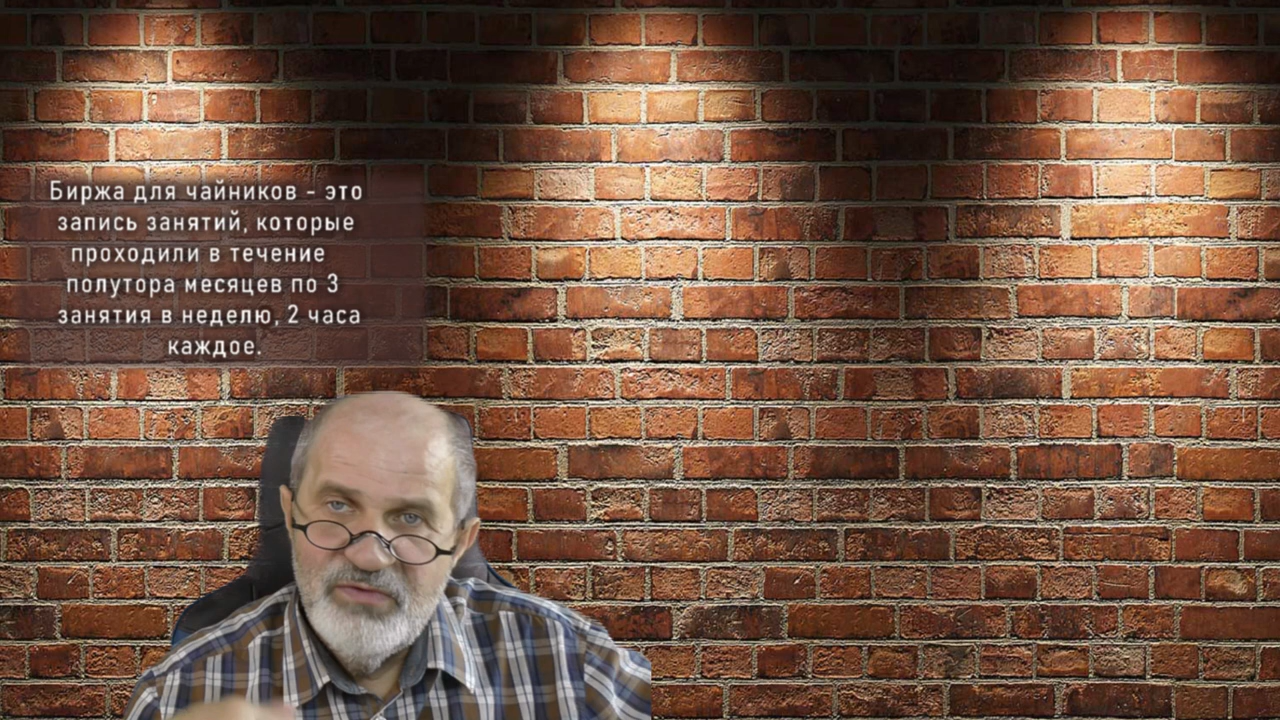 Биржа для чайников - это
запись занятий, которые
проходили в течение
полутора месяцев по 3
занятия в неделю, 2 часа
каждое.